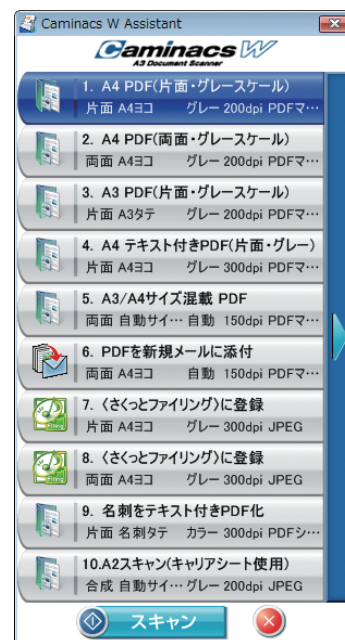 Caminacs W Assistant
Caminacs W
A3 Document Scanner
1. A4 PDF(片面・グレースケール)
片面 A4ヨコ グレー 200dpi PDFマ…
2. A4 PDF(両面・グレースケール)
両面 A4ヨコ グレー 200dpi PDFマ…
3. A3 PDF(片面・グレースケール)
片面 A3タテ グレー 200dpi PDFマ…
4. A4 テキスト付きPDF(片面・グレー)
片面 A4ヨコ グレー 300dpi PDFマ…
5. A3/A4サイズ混載 PDF
両面 自動サイ… 自動 150dpi PDFマ…
6. PDFを新規メールに添付
両面 A4ヨコ 自動 150dpi PDFマ…
7. 〈さくっとファイリング〉に登録
片面 A4ヨコ グレー 300dpi JPEG
8. 〈さくっとファイリング〉に登録
両面 A4ヨコ グレー 300dpi JPEG
9. 名刺をテキスト付きPDF化
片面 名刺タテ カラー 300dpi PDFシ…
10.A2スキャン(キャリアシート使用)
合成 自動サイ… グレー 200dpi JPEG
スキャン